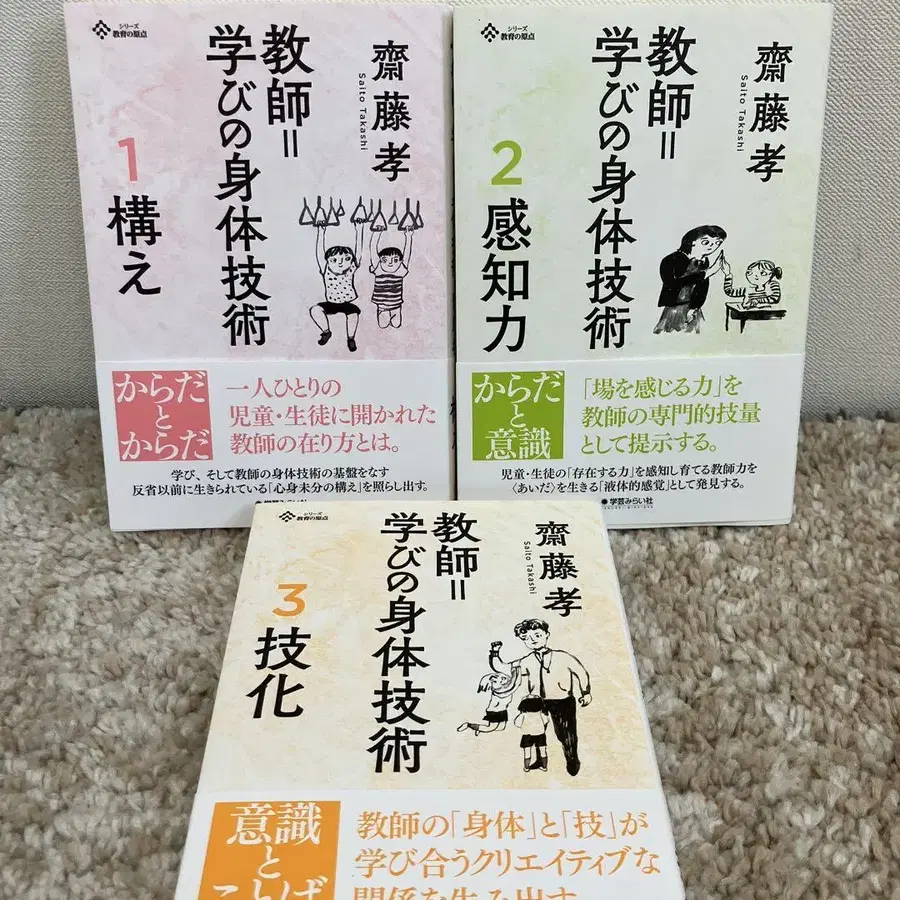 シリーズ
教育の原点
齋藤孝
Saito Takashi
教師=
学びの身体技術
1
構え
からだ
と
からだ
一人ひとりの
児童・生徒に開かれた
教師の在り方とは。
学び、そして教師の身体技術の基盤をなす
反省以前に生きられている「心身未分の構え」を照らし出す。
シリーズ
教育の原点
齋藤孝
Saito Takashi
教師=
学びの身体技術
2
感知力
からだ
と
意識
「場を感じる力」を
教師の専門的技量
として提示する。
児童・生徒の「存在する力」を感知し育てる教師力を
〈あいだ〉を生きる「液体的感覚」として発見する。
学芸みらい社
シリーズ
教育の原点
齋藤孝
Saito Takashi
教師=
学びの身体技術
3
技化
意識
と
ことば
教師の「身体」と「技」が
学び合うクリエイティブな
関係を生み出す